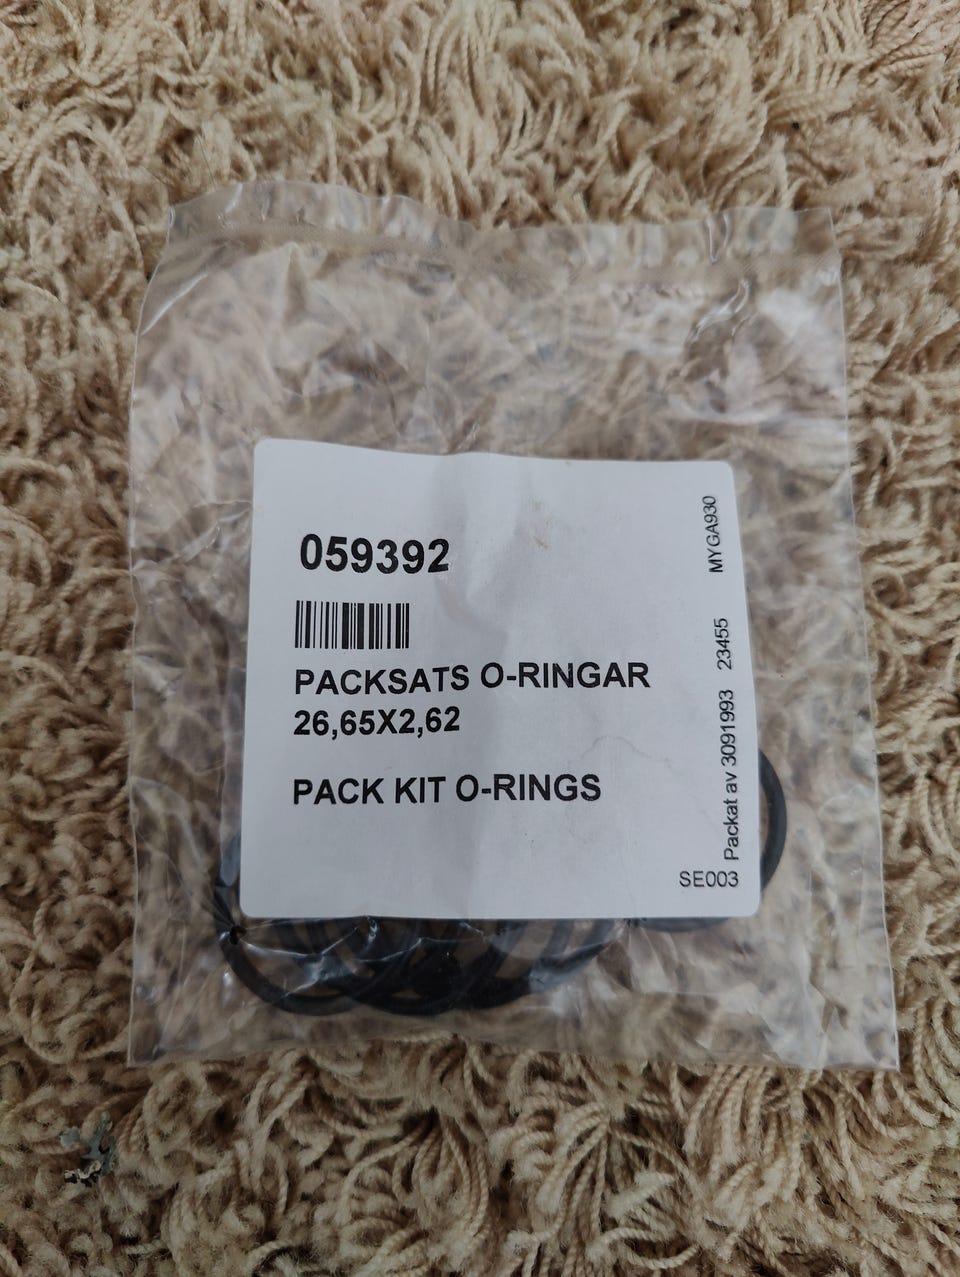 059392
PACKSATS O-RINGAR
26,65X2,62
PACK KIT O-RINGS
Packat av 3091993 23455 MYGA930
SE003